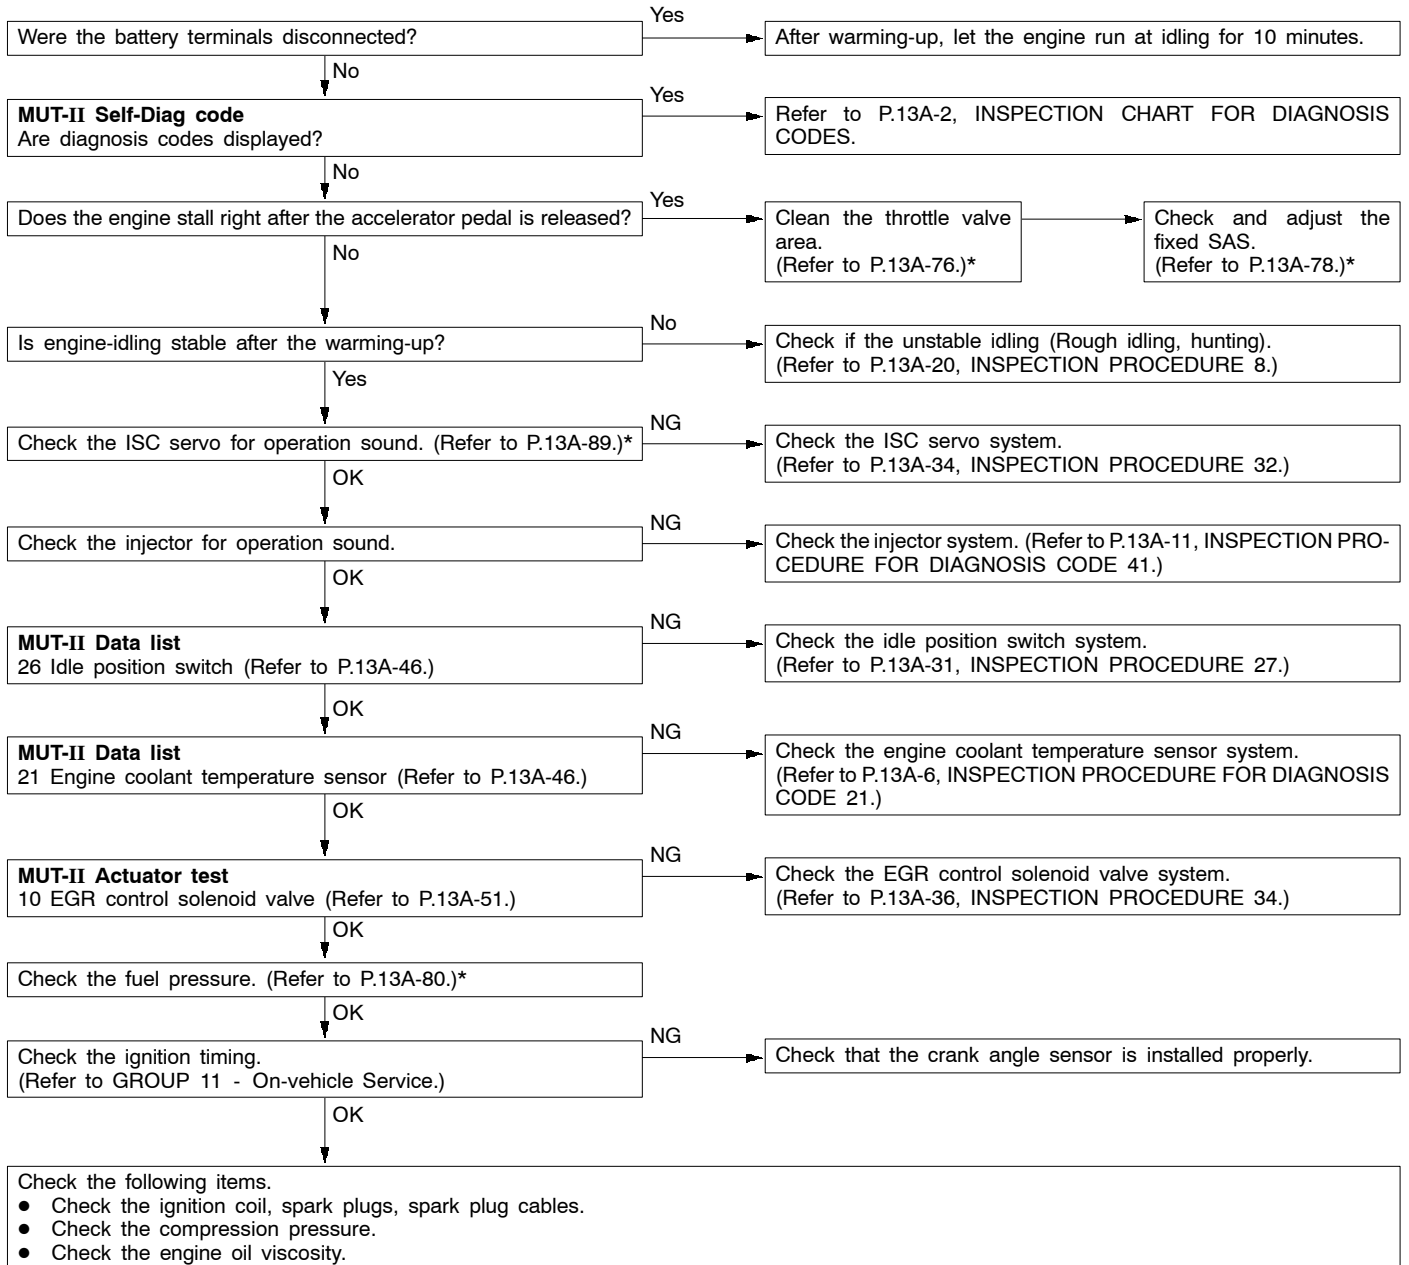 Were the battery terminals disconnected?
Yes
After warming-up, let the engine run at idling for 10 minutes.
No
MUT-II Self-Diag code
Are diagnosis codes displayed?
Yes
Refer to P.13A-2, INSPECTION CHART FOR DIAGNOSIS
CODES.
No
Does the engine stall right after the accelerator pedal is released?
Yes
Clean the throttle valve
area.
(Refer to P.13A-76.)*
Check and adjust the
fixed SAS.
(Refer to P.13A-78.)*
No
Is engine-idling stable after the warming-up?
No
Check if the unstable idling (Rough idling, hunting).
(Refer to P.13A-20, INSPECTION PROCEDURE 8.)
Yes
Check the ISC servo for operation sound. (Refer to P.13A-89.)*
NG
Check the ISC servo system.
(Refer to P.13A-34, INSPECTION PROCEDURE 32.)
OK
Check the injector for operation sound.
NG
Check the injector system. (Refer to P.13A-11, INSPECTION PRO-
CEDURE FOR DIAGNOSIS CODE 41.)
OK
MUT-II Data list
26 Idle position switch (Refer to P.13A-46.)
NG
Check the idle position switch system.
(Refer to P.13A-31, INSPECTION PROCEDURE 27.)
OK
MUT-II Data list
21 Engine coolant temperature sensor (Refer to P.13A-46.)
NG
Check the engine coolant temperature sensor system.
(Refer to P.13A-6, INSPECTION PROCEDURE FOR DIAGNOSIS
CODE 21.)
OK
MUT-II Actuator test
10 EGR control solenoid valve (Refer to P.13A-51.)
NG
Check the EGR control solenoid valve system.
(Refer to P.13A-36, INSPECTION PROCEDURE 34.)
OK
Check the fuel pressure. (Refer to P.13A-80.)*
OK
Check the ignition timing.
(Refer to GROUP 11 - On-vehicle Service.)
NG
Check that the crank angle sensor is installed properly.
OK
Check the following items.
● Check the ignition coil, spark plugs, spark plug cables.
● Check the compression pressure.
● Check the engine oil viscosity.